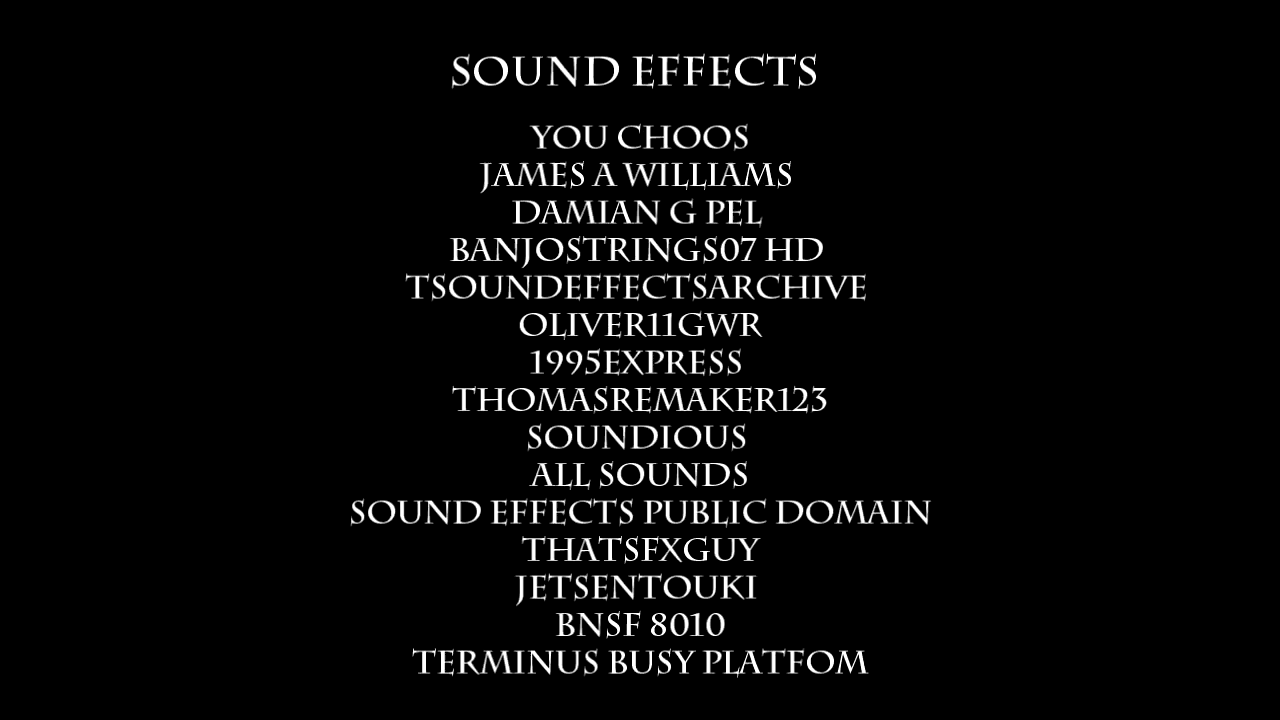 SOUND EFFECTS
YOU CHOOS
JAMES A WILLIAMS
DAMIAN G PEL
BANJOSTRINGS07 HD
TSOUNDEFFECTSARCHIVE
OLIVER11GWR
1995EXPRESS
THOMASREMAKER123
SOUNDIOUS
ALL SOUNDS
SOUND EFFECTS PUBLIC DOMAIN
THATSFXGUY
JETSENTOUKI
BNSF 8010
TERMINUS BUSY PLATFOM